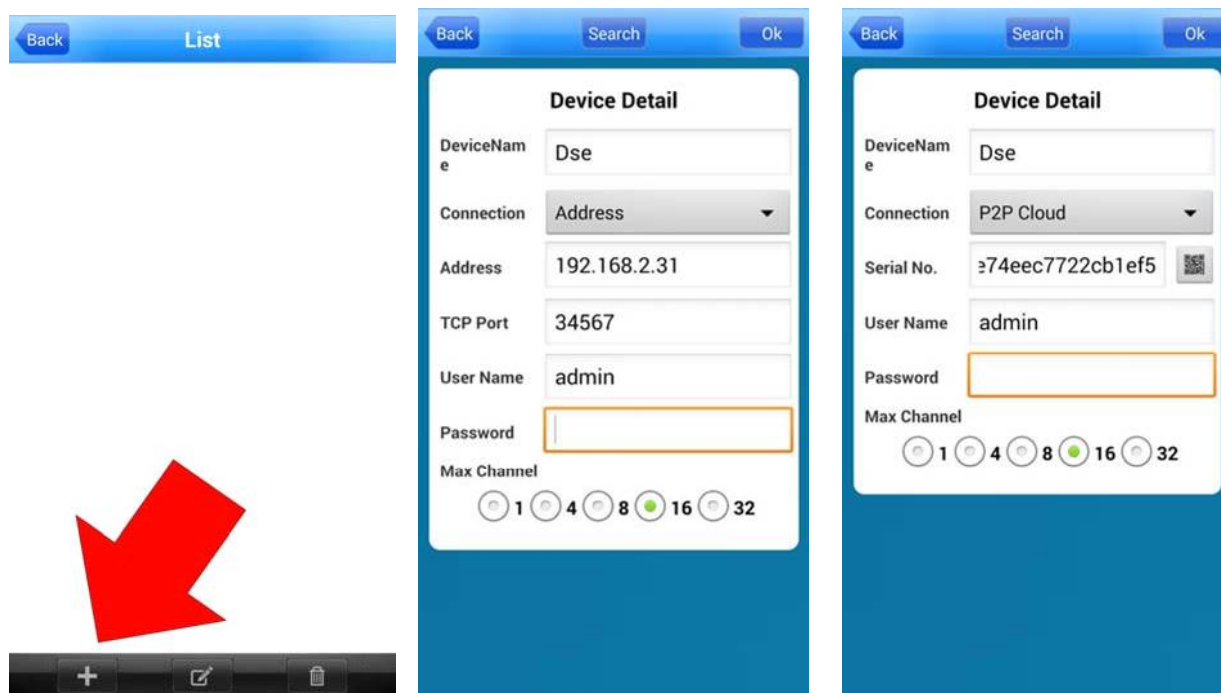 Back List
Back Search Ok
Device Detail
DeviceNam
e
Dse
Connection Address
Address 192.168.2.31
TCP Port 34567
User Name admin
Password
Max Channel
1 4 8 16 32
Back Search Ok
Device Detail
DeviceNam
e
Dse
Connection P2P Cloud
Serial No. e74eec7722cb1ef5
User Name admin
Password
Max Channel
1 4 8 16 32